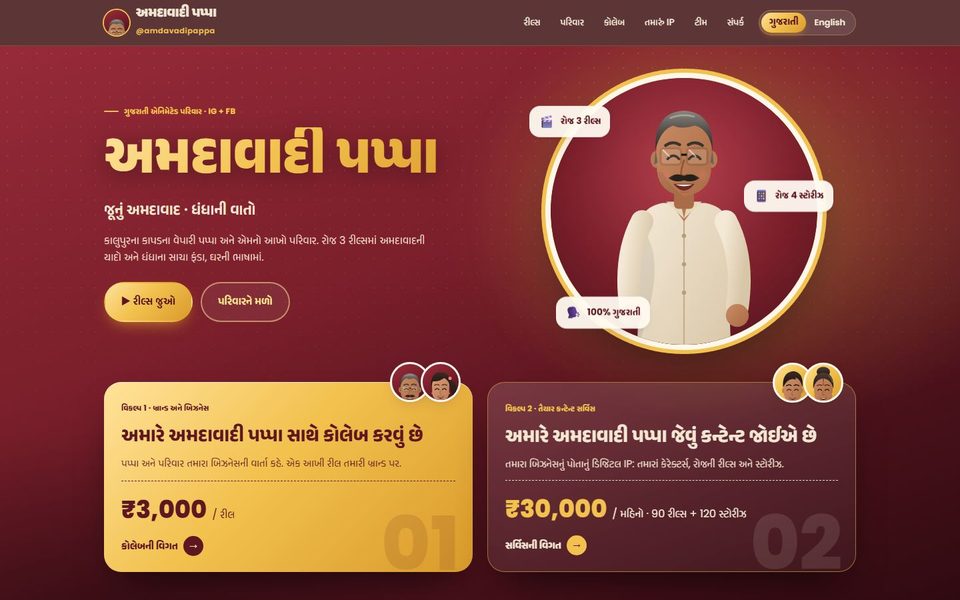 અમદાવાદી પપ્પા
@amdavadipappa
રીલ્સ પરિવાર કોલેબ તમારું IP ટીમ સંપર્ક ગુજરાતી English
ગુજરાતી એનિમેટેડ પરિવાર · IG + FB
અમદાવાદી પપ્પા
જૂનું અમદાવાદ · ધંધાની વાતો
કાલુપુરના કાપડના વેપારી પપ્પા અને એમનો આખો પરિવાર. રોજ 3 રીલ્સમાં અમદાવાદની
યાદો અને ધંધાના સાચા ફંડા, ઘરની ભાષામાં.
▶ રીલ્સ જુઓ પરિવારને મળો
રોજ 3 રીલ્સ
રોજ 4 સ્ટોરીઝ
100% ગુજરાતી
વિકલ્પ 1 · બ્રાન્ડ અને બિઝનેસ
અમારે અમદાવાદી પપ્પા સાથે કોલેબ કરવું છે
પપ્પા અને પરિવાર તમારા બિઝનેસની વાર્તા કહે. એક આખી રીલ તમારી બ્રાન્ડ પર.
₹3,000 / રીલ
કોલેબની વિગત →
01
વિકલ્પ 2 · તૈયાર કન્ટેન્ટ સર્વિસ
અમારે અમદાવાદી પપ્પા જેવું કન્ટેન્ટ જોઈએ છે
તમારા બિઝનેસનું પોતાનું ડિજિટલ IP: તમારાં કેરેક્ટર્સ, રોજની રીલ્સ અને સ્ટોરીઝ.
₹30,000 / મહિનો · 90 રીલ્સ + 120 સ્ટોરીઝ
સર્વિસની વિગત →
02